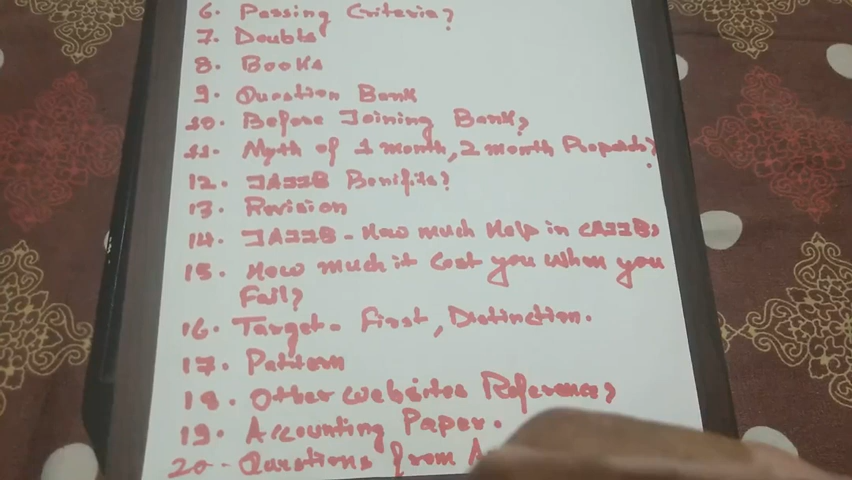 6. Passing Criteria?
7. Doubts
8. Books
9. Question Bank
10. Before Joining Bank?
11. Myth of 1 month, 2 month
12. JAIIB Benifits?
13. Revision
14. JAIIB - How much Help in CAIIB?
15. How much it Cost you when you
Fail?
16. Target - First, Distinction.
17. Pattern
18. Other websites Reference?
19. Accounting Paper.
20. Questions from